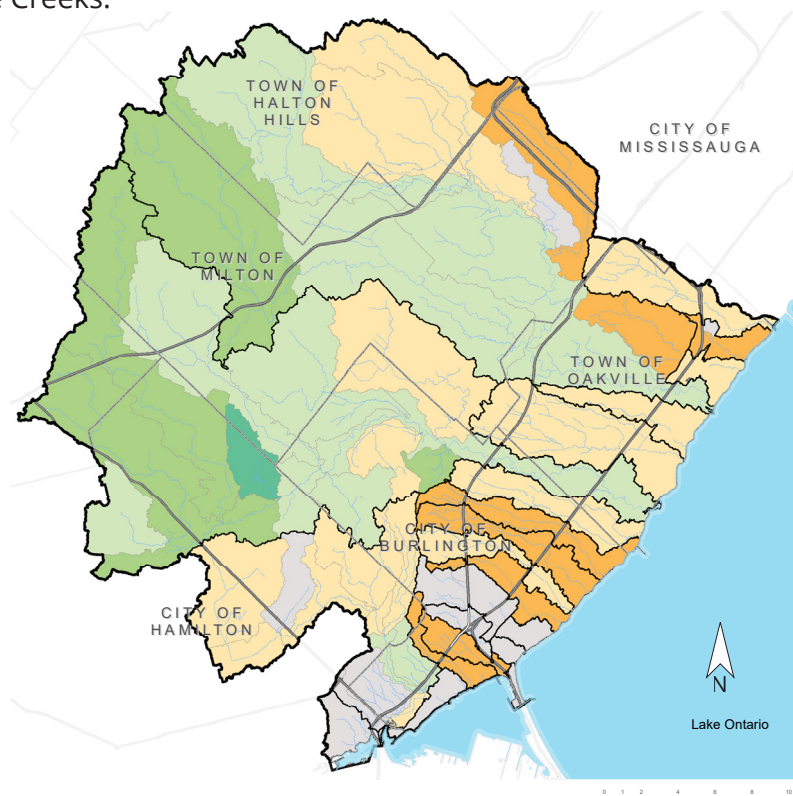 Creeks.
TOWN OF
HALTON
HILLS
CITY OF
MISSISSAUGA
TOWN OF
MILTON
TOWN OF
OAKVILLE
CITY OF
BURLINGTON
CITY OF
HAMILTON
N
Lake Ontario
0 1 2 4 6 8 10